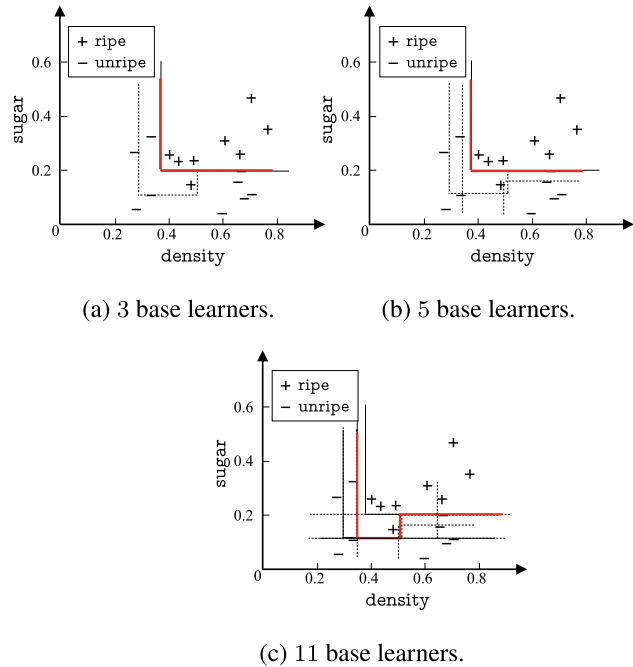 + ripe
− unripe
sugar
0.6
0.4
0.2
0
0.2
0.4
0.6
0.8
density
(a) 3 base learners.
+ ripe
− unripe
sugar
0.6
0.4
0.2
0
0.2
0.4
0.6
0.8
density
(b) 5 base learners.
+ ripe
− unripe
sugar
0.6
0.4
0.2
0
0.2
0.4
0.6
0.8
density
(c) 11 base learners.